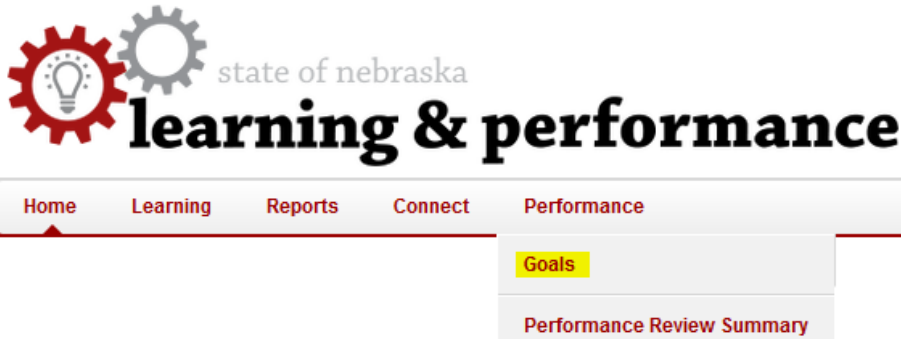 state of nebraska
learning & performance
Home Learning Reports Connect Performance
Goals
Performance Review Summary